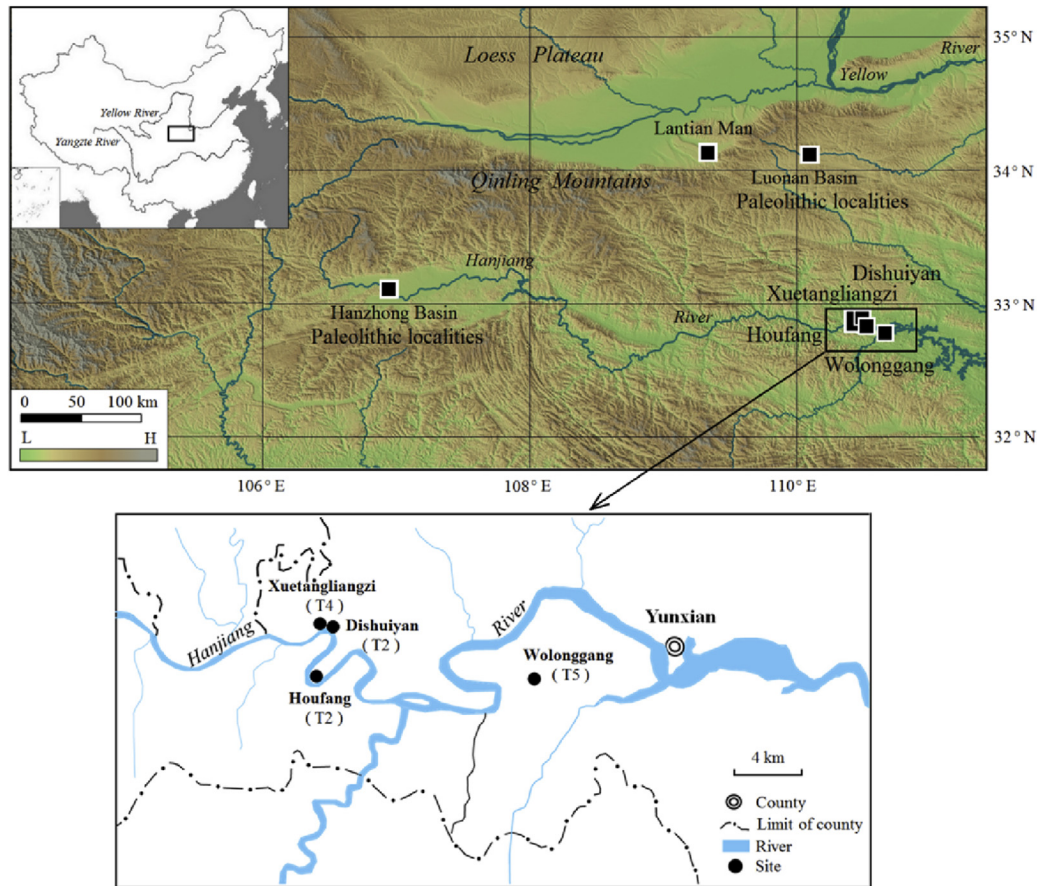 Yellow River
Yangzte River
Loess Plateau
Yellow
River
35° N
Lantian Man
Luonan Basin
Paleolithic localities
34° N
Qinling Mountains
Hanjiang
River
Hanzhong Basin
Paleolithic localities
Dishuiyan
Xuetangliangzi
33° N
Houfang
Wolonggang
0 50 100 km
L H
32° N
106° E
108° E
110° E
Xuetangliangzi
( T4 )
Dishuiyan
( T2 )
Hanjiang
River
Houfang
( T2 )
Wolonggang
( T5 )
Yunxian
4 km
County
Limit of county
River
Site